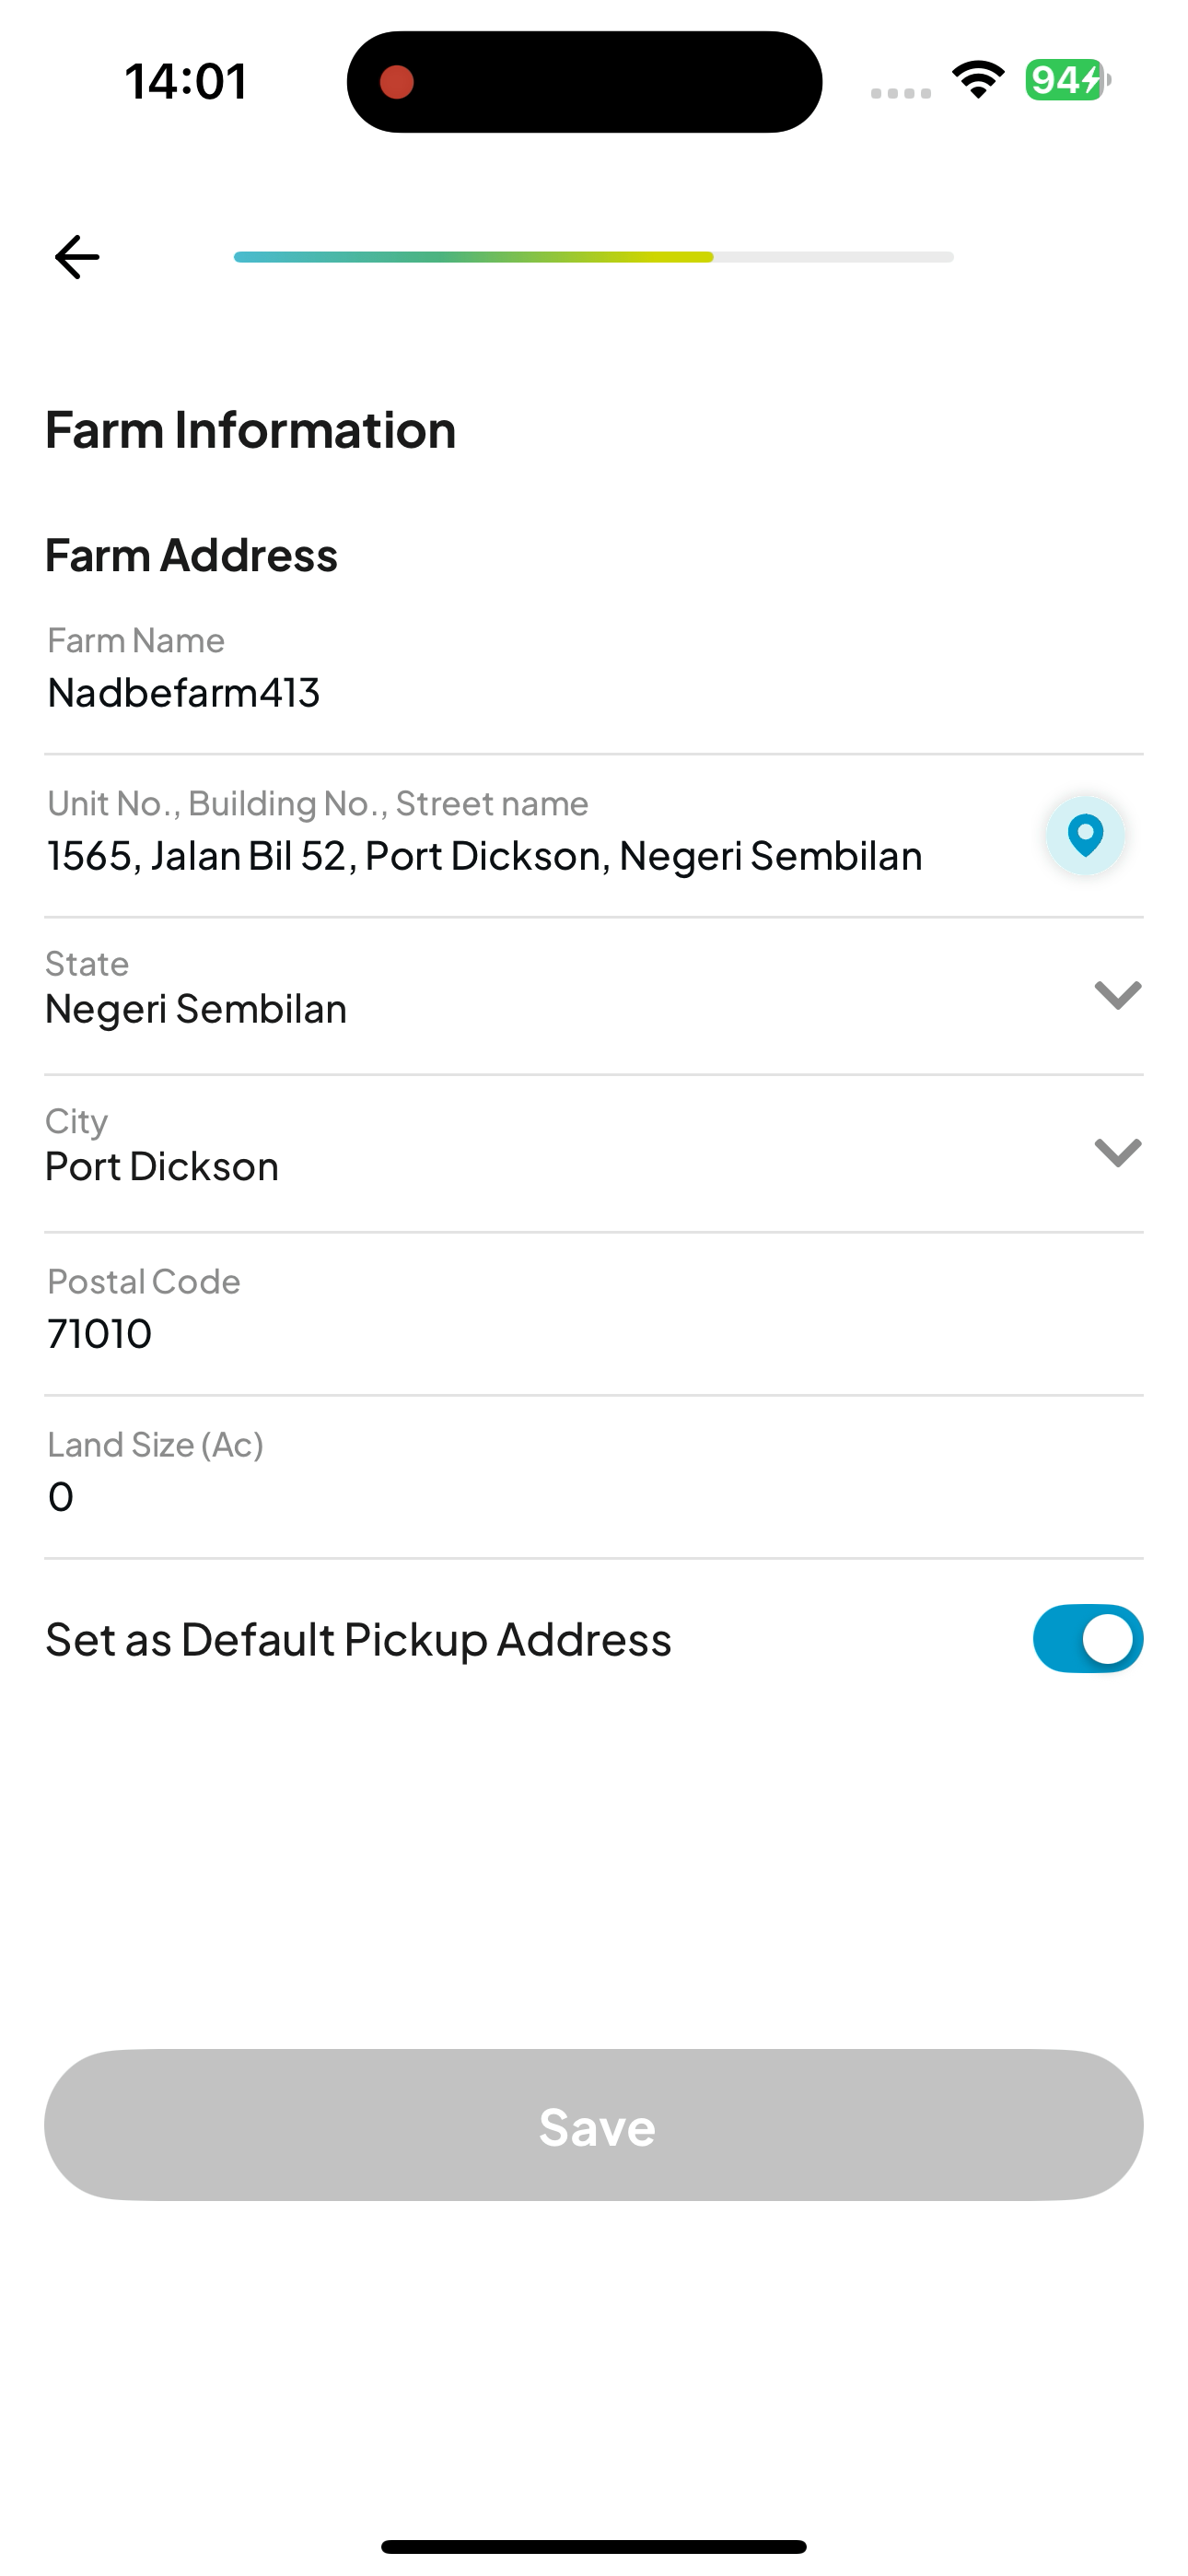 14:01
94
Farm Information
Farm Address
Farm Name
Nadbefarm413
Unit No., Building No., Street name
1565, Jalan Bil 52, Port Dickson, Negeri Sembilan
State
Negeri Sembilan
City
Port Dickson
Postal Code
71010
Land Size (Ac)
0
Set as Default Pickup Address
Save